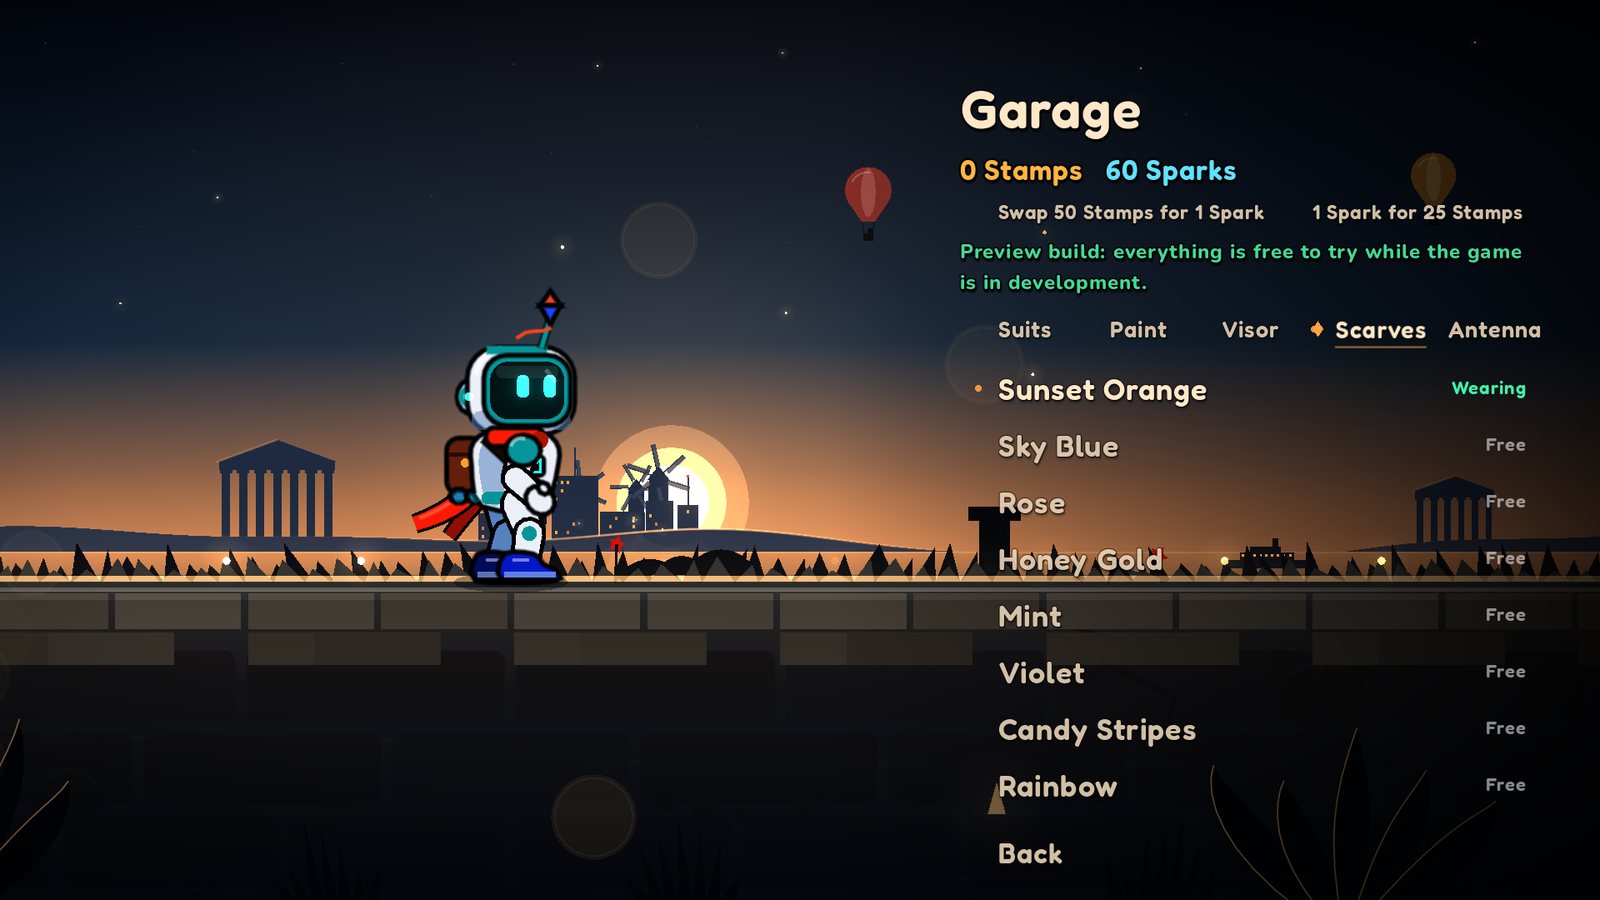 Garage
0 Stamps 60 Sparks
Swap 50 Stamps for 1 Spark 1 Spark for 25 Stamps
Preview build: everything is free to try while the game
is in development.
Suits Paint Visor Scarves Antenna
Sunset Orange Wearing
Sky Blue Free
Rose Free
Honey Gold Free
Mint Free
Violet Free
Candy Stripes Free
Rainbow Free
Back